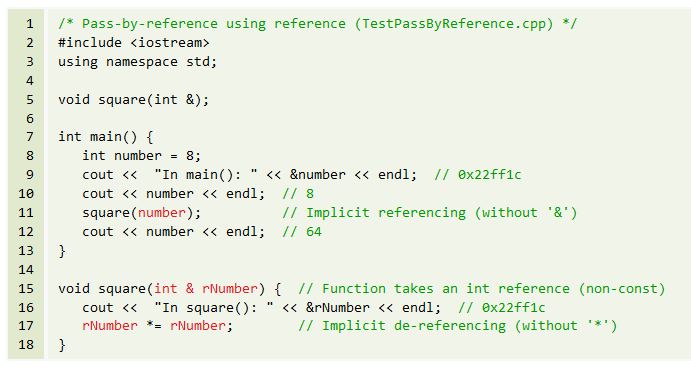 1 /* Pass-by-reference using reference (TestPassByReference.cpp) */
2 #include <iostream>
3 using namespace std;
4
5 void square(int &);
6
7 int main() {
8    int number = 8;
9    cout <<  "In main(): " << &number << endl;  // 0x22ff1c
10    cout << number << endl;  // 8
11    square(number);          // Implicit referencing (without '&')
12    cout << number << endl;  // 64
13 }
14
15 void square(int & rNumber) {  // Function takes an int reference (non-const)
16    cout <<  "In square(): " << &rNumber << endl;  // 0x22ff1c
17    rNumber *= rNumber;        // Implicit de-referencing (without '*')
18 }